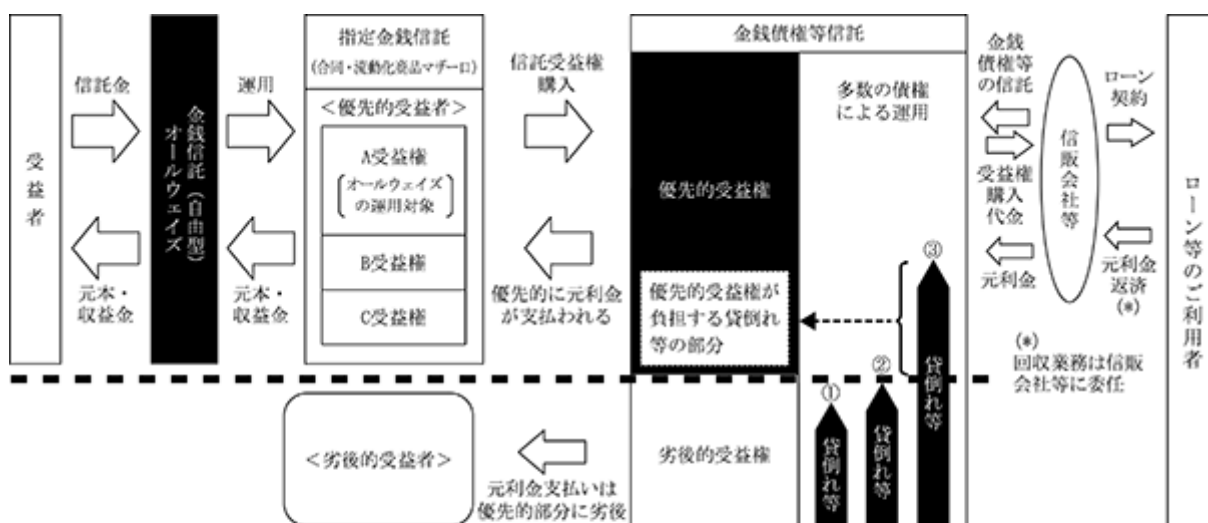 受益者
信託金
元本・
収益金
金銭信託(自由型)
オールウェイズ
運用
元本・
収益金
指定金銭信託
(合同・流動化商品マザー口)
<優先的受益者>
A受益権
オールウェイズ
の運用対象
B受益権
C受益権
<劣後的受益者>
信託受益権
購入
優先的に元利金
が支払われる
元利金支払いは
優先的部分に劣後
金銭債権等信託
優先的受益権
優先的受益権が
負担する貸倒れ
等の部分
劣後的受益権
多数の債権
による運用
①
貸倒れ等
②
貸倒れ等
③
貸倒れ等
金銭
債権等
の信託
受益権
購入
代金
元利金
信販会社等
ローン
契約
元利金
返済
(*)
(*)
回収業務は信販
会社等に委任
ローン等のご利用者